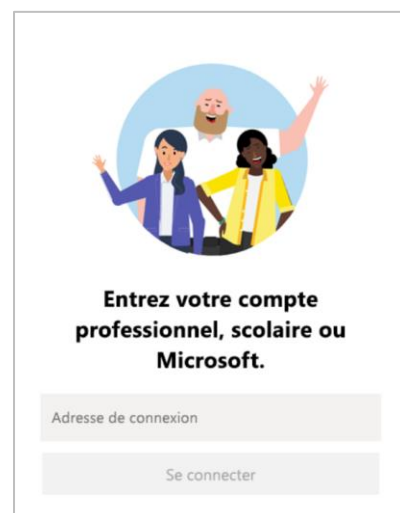 Entrez votre compte
professionnel, scolaire ou
Microsoft.
Adresse de connexion
Se connecter